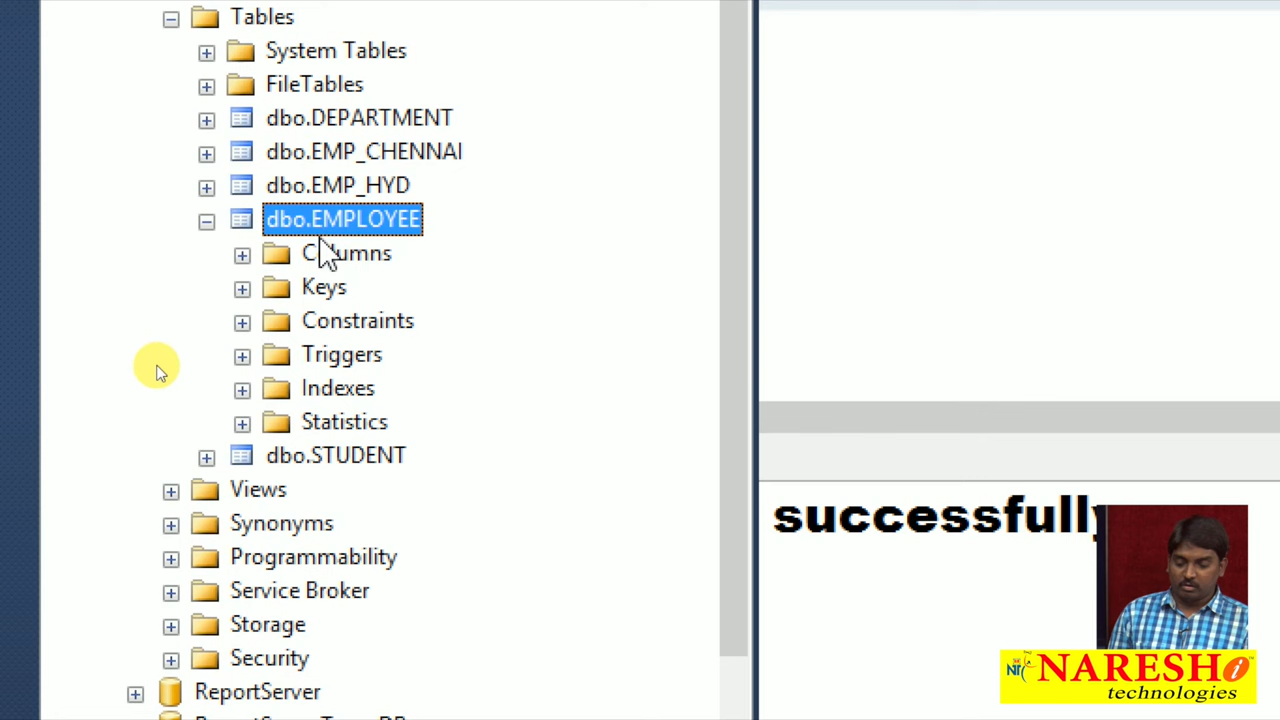 Tables
System Tables
FileTables
dbo.DEPARTMENT
dbo.EMP_CHENNAI
dbo.EMP_HYD
dbo.EMPLOYEE
Columns
Keys
Constraints
Triggers
Indexes
Statistics
dbo.STUDENT
Views
Synonyms
Programmability
Service Broker
Storage
Security
ReportServer
successfully
NARESH i
technologies